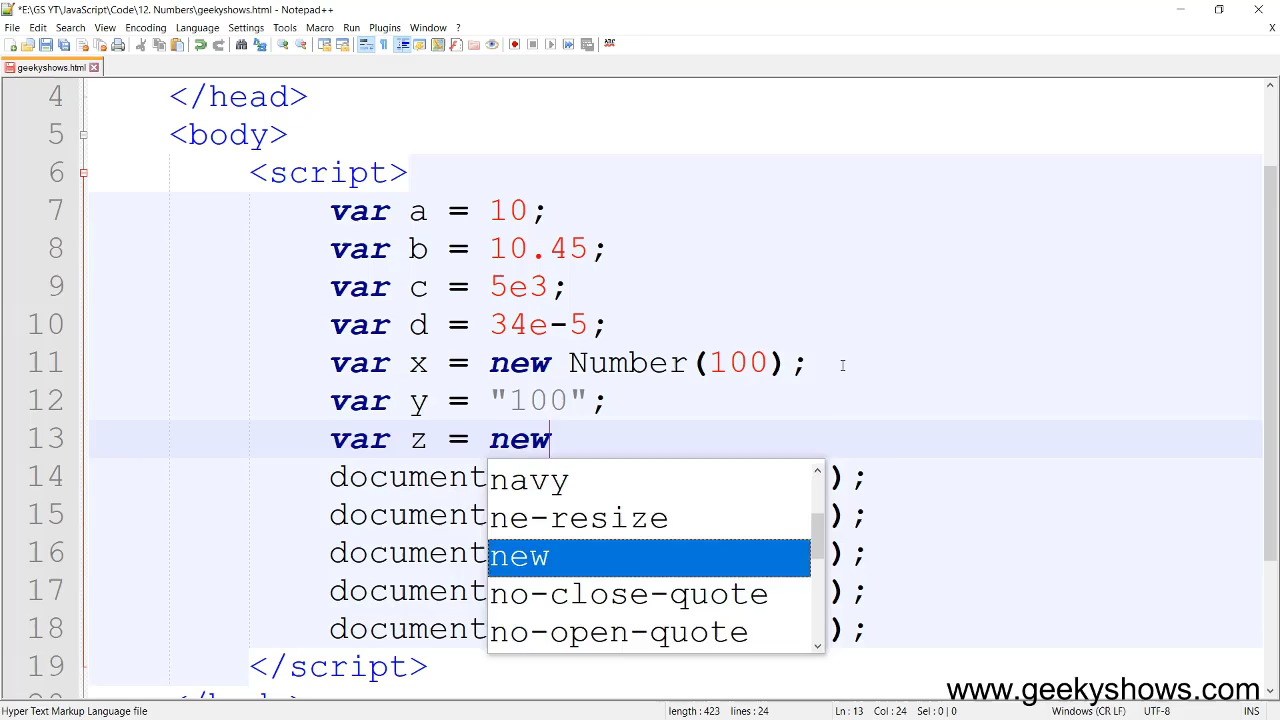 *E:\GS YT\JavaScript\Code\12. Numbers\geekyshows.html - Notepad++
File Edit Search View Encoding Language Settings Tools Macro Run Plugins Window ?
X
ABC
geekyshows.html
4 </head>
5 <body>
6 <script>
7 var a = 10;
8 var b = 10.45;
9 var c = 5e3;
10 var d = 34e-5;
11 var x = new Number(100);
12 var y = "100";
13 var z = new
14 document );
navy
15 document );
ne-resize
16 document );
new
17 document );
no-close-quote
18 document );
no-open-quote
19 </script>
www.geekyshows.com
Hyper Text Markup Language file length : 423 lines : 24 Ln : 13 Col : 24 Sel : 0 | 0 Windows (CR LF) UTF-8 INS